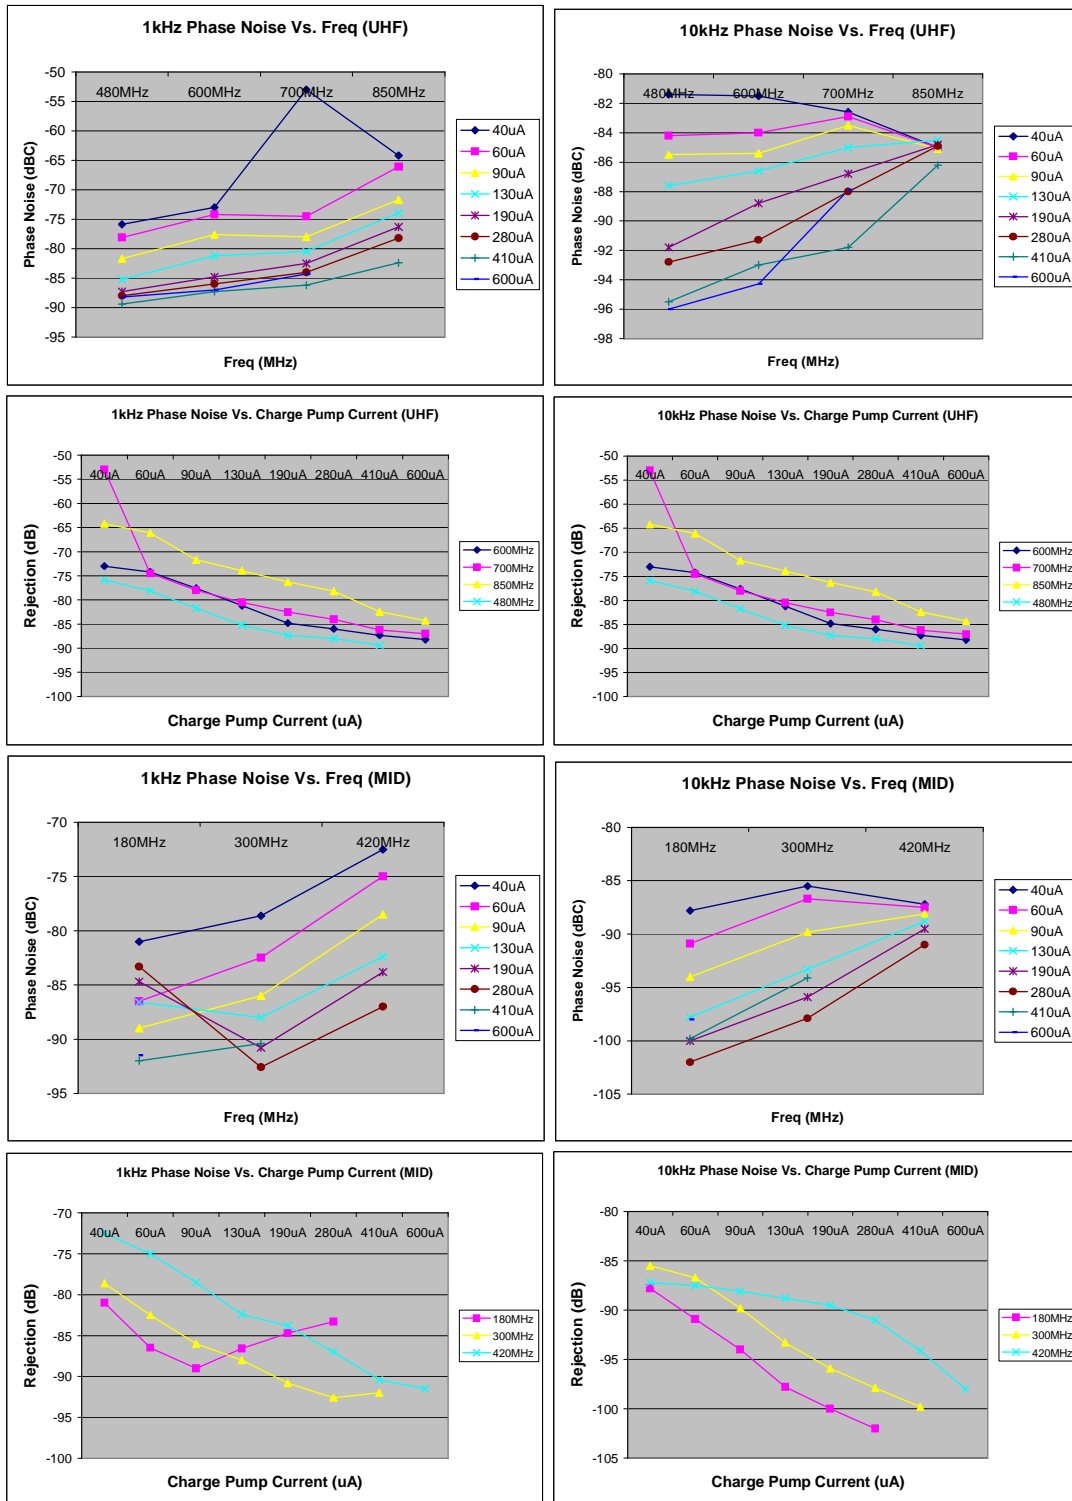 1kHz Phase Noise Vs. Freq (UHF)
Phase Noise (dBC)
-50
-55
-60
-65
-70
-75
-80
-85
-90
-95
480MHz 600MHz 700MHz 850MHz
Freq (MHz)
40uA
60uA
90uA
130uA
190uA
280uA
410uA
600uA
10kHz Phase Noise Vs. Freq (UHF)
Phase Noise (dBC)
-80
-82
-84
-86
-88
-90
-92
-94
-96
-98
480MHz 600MHz 700MHz 850MHz
Freq (MHz)
40uA
60uA
90uA
130uA
190uA
280uA
410uA
600uA
1kHz Phase Noise Vs. Charge Pump Current (UHF)
Rejection (dB)
-50
-55
-60
-65
-70
-75
-80
-85
-90
-95
-100
40uA 60uA 90uA 130uA 190uA 280uA 410uA 600uA
Charge Pump Current (uA)
600MHz
700MHz
850MHz
480MHz
10kHz Phase Noise Vs. Charge Pump Current (UHF)
Rejection (dB)
-50
-55
-60
-65
-70
-75
-80
-85
-90
-95
-100
40uA 60uA 90uA 130uA 190uA 280uA 410uA 600uA
Charge Pump Current (uA)
600MHz
700MHz
850MHz
480MHz
1kHz Phase Noise Vs. Freq (MID)
Phase Noise (dBC)
-70
-75
-80
-85
-90
-95
180MHz 300MHz 420MHz
Freq (MHz)
40uA
60uA
90uA
130uA
190uA
280uA
410uA
600uA
10kHz Phase Noise Vs. Freq (MID)
Phase Noise (dBC)
-80
-85
-90
-95
-100
-105
180MHz 300MHz 420MHz
Freq (MHz)
40uA
60uA
90uA
130uA
190uA
280uA
410uA
600uA
1kHz Phase Noise Vs. Charge Pump Current (MID)
Rejection (dB)
-70
-75
-80
-85
-90
-95
-100
40uA 60uA 90uA 130uA 190uA 280uA 410uA 600uA
Charge Pump Current (uA)
180MHz
300MHz
420MHz
10kHz Phase Noise Vs. Charge Pump Current (MID)
Rejection (dB)
-80
-85
-90
-95
-100
-105
40uA 60uA 90uA 130uA 190uA 280uA 410uA 600uA
Charge Pump Current (uA)
180MHz
300MHz
420MHz